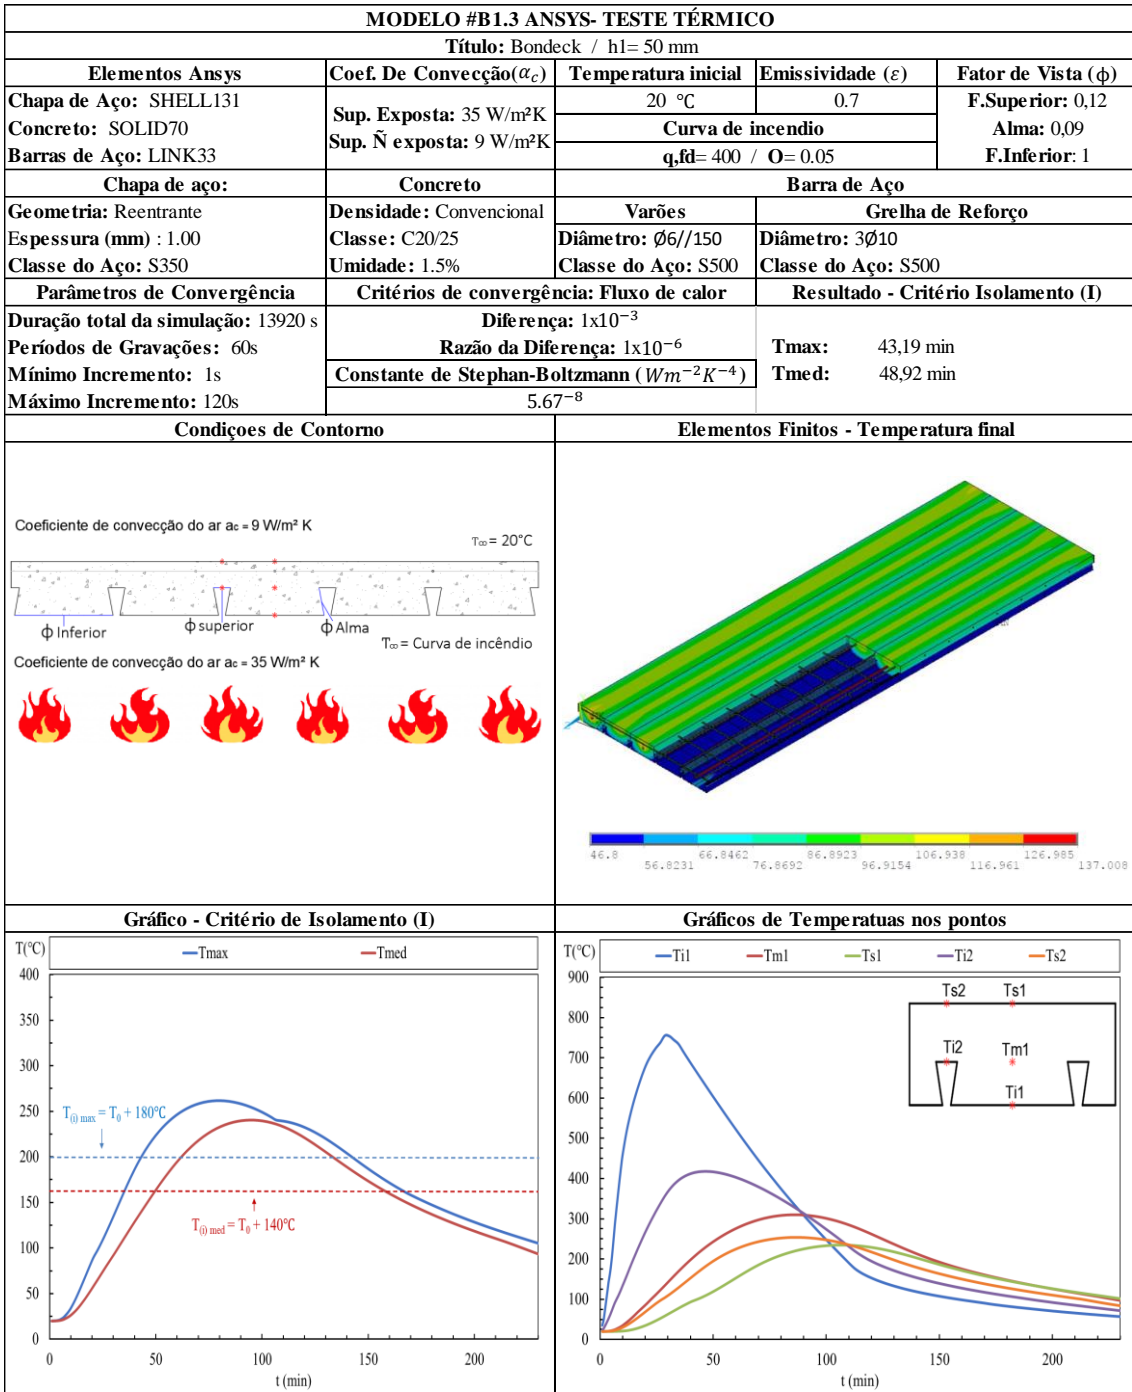 MODELO #B1.3 ANSYS- TESTE TÉRMICO
Título: Bondeck / h1= 50 mm
Elementos Ansys
Coef. De Convecção(α_c)
Temperatura inicial
Emissividade (ε)
Fator de Vista (ϕ)
Chapa de Aço: SHELL131
Concreto: SOLID70
Barras de Aço: LINK33
Sup. Exposta: 35 W/m²K
Sup. Ñ exposta: 9 W/m²K
20 °C
0.7
Curva de incendio
q,fd= 400 / O= 0.05
F.Superior: 0,12
Alma: 0,09
F.Inferior: 1
Chapa de aço:
Concreto
Barra de Aço
Geometria: Reentrante
Espessura (mm) : 1.00
Classe do Aço: S350
Densidade: Convencional
Classe: C20/25
Umidade: 1.5%
Varões
Diâmetro: Ø6//150
Classe do Aço: S500
Grelha de Reforço
Diâmetro: 3Ø10
Classe do Aço: S500
Parâmetros de Convergência
Critérios de convergência: Fluxo de calor
Resultado - Critério Isolamento (I)
Duração total da simulação: 13920 s
Períodos de Gravações: 60s
Mínimo Incremento: 1s
Máximo Incremento: 120s
Diferença: 1x10⁻³
Razão da Diferença: 1x10⁻⁶
Constante de Stephan-Boltzmann ( Wm⁻²K⁻⁴)
5.67⁻⁸
Tmax: 43,19 min
Tmed: 48,92 min
Condiçoes de Contorno
Elementos Finitos - Temperatura final
Coeficiente de convecção do ar ac = 9 W/m² K
T∞ = 20°C
ϕ Inferior
ϕ superior
ϕ Alma
T∞ = Curva de incêndio
Coeficiente de convecção do ar ac = 35 W/m² K
46.8
56.8231
66.8462
76.8692
86.8923
96.9154
106.938
116.961
126.985
137.008
Gráfico - Critério de Isolamento (I)
Gráficos de Temperatuas nos pontos
T(°C)
Tmax
Tmed
400
350
300
250
200
150
100
50
0
T(i) max = T0 + 180°C
T(i) med = T0 + 140°C
0 50 100 150 200
t (min)
T(°C)
Ti1
Tm1
Ts1
Ti2
Ts2
900
800
700
600
500
400
300
200
100
0
Ts2
Ts1
Ti2
Tm1
Ti1
0 50 100 150 200
t (min)